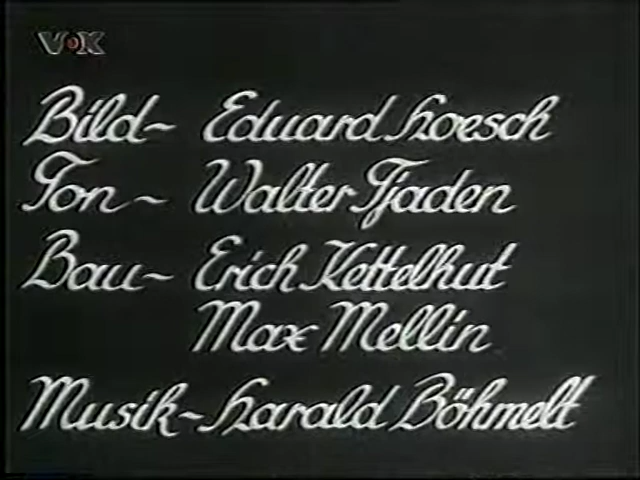 VOX
Bild~ Eduard Hoesch
Ton~ Walter Tjaden
Bau~ Erich Kettelhut
Max Mellin
Musik~ Harald Böhmelt